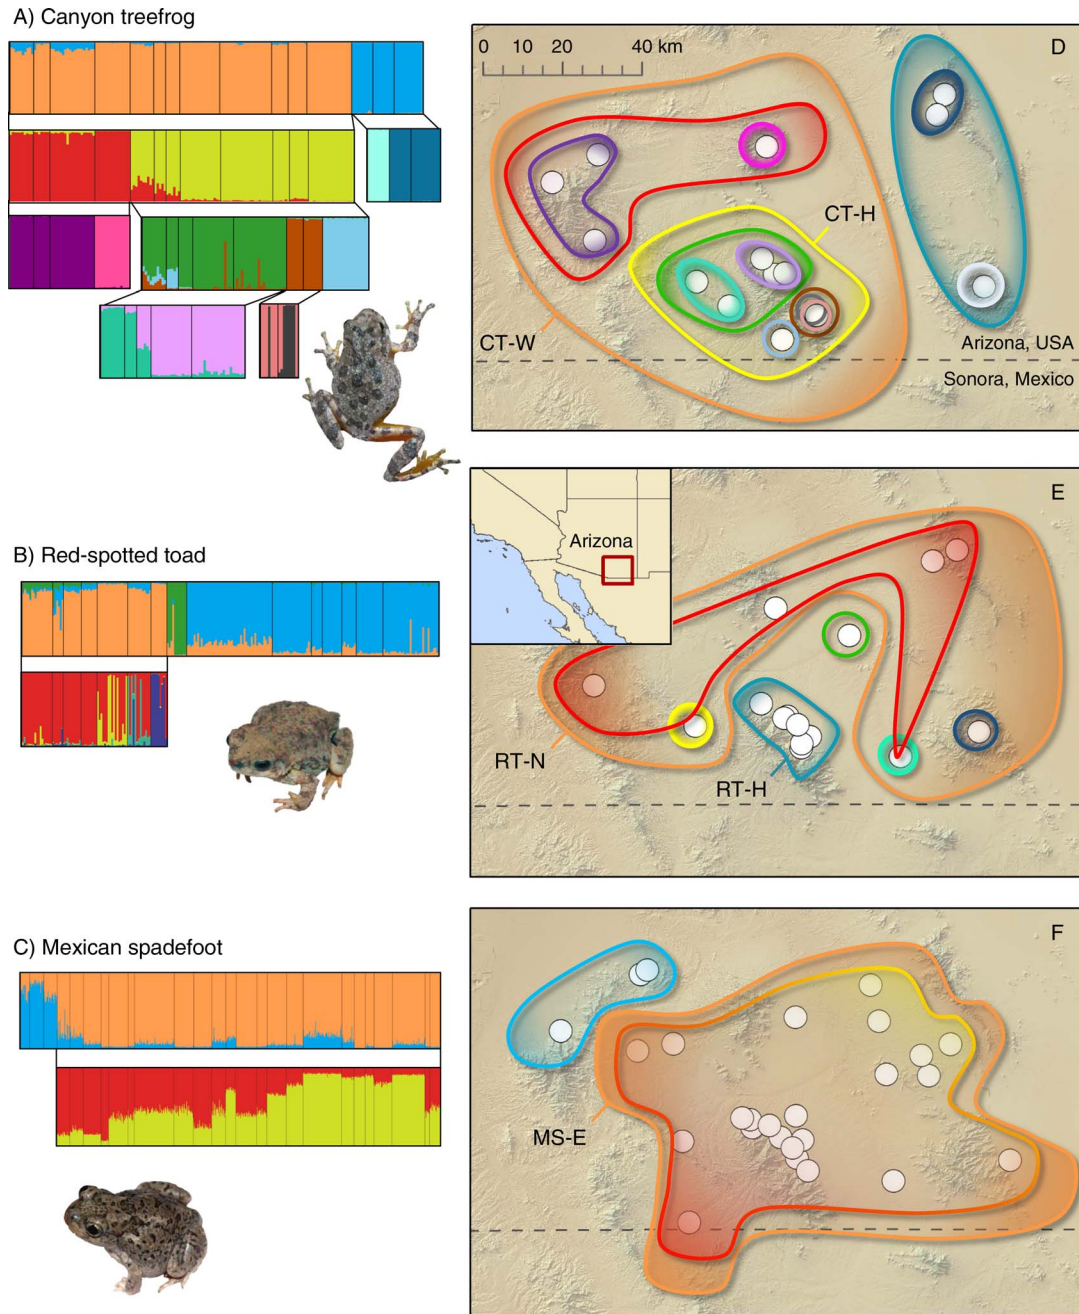 A) Canyon treefrog
0 10 20 40 km
D
CT-H
CT-W
Arizona, USA
Sonora, Mexico
E
Arizona
B) Red-spotted toad
RT-N
RT-H
C) Mexican spadefoot
F
MS-E